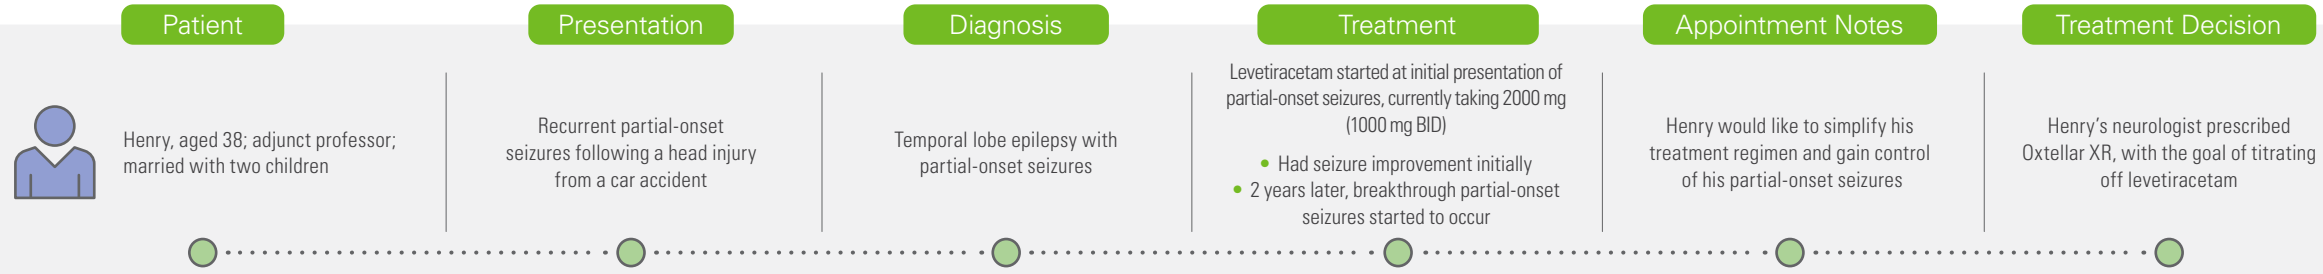 Patient
Henry, aged 38; adjunct professor;
married with two children
Presentation
Recurrent partial-onset
seizures following a head injury
from a car accident
Diagnosis
Temporal lobe epilepsy with
partial-onset seizures
Treatment
Levetiracetam started at initial presentation of
partial-onset seizures, currently taking 2000 mg
(1000 mg BID)
• Had seizure improvement initially
• 2 years later, breakthrough partial-onset
seizures started to occur
Appointment Notes
Henry would like to simplify his
treatment regimen and gain control
of his partial-onset seizures
Treatment Decision
Henry’s neurologist prescribed
Oxtellar XR, with the goal of titrating
off levetiracetam